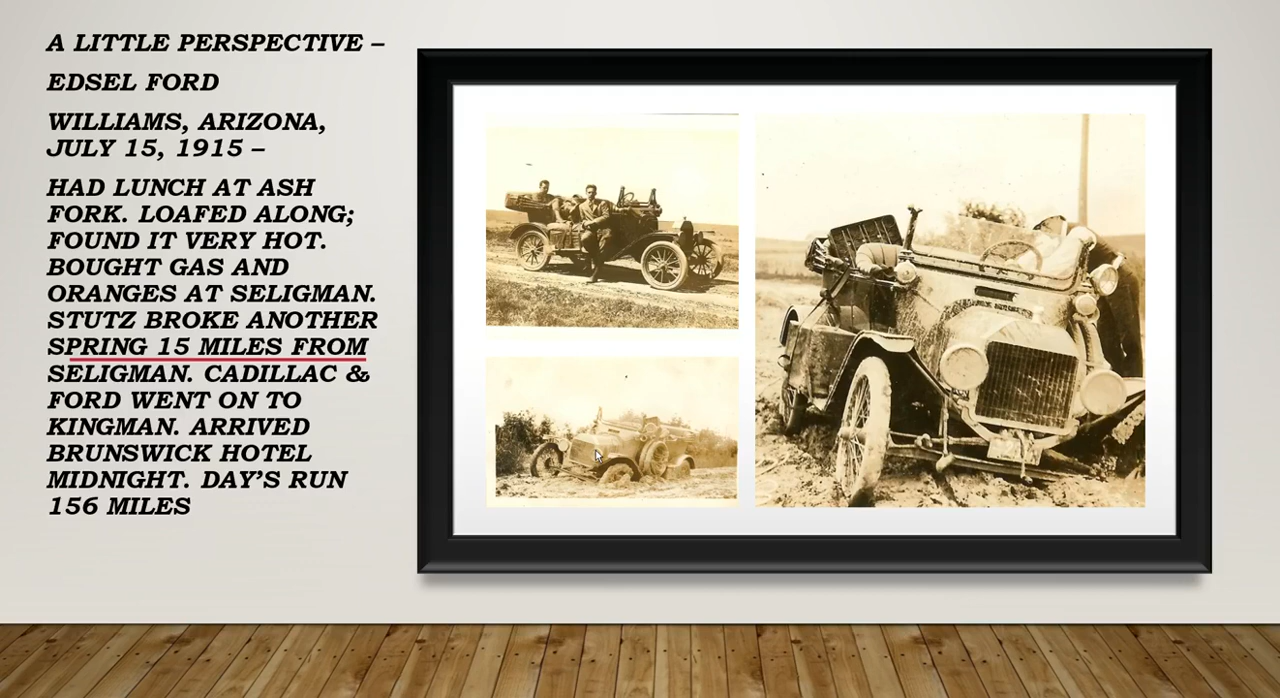 A LITTLE PERSPECTIVE –
EDSEL FORD
WILLIAMS, ARIZONA,
JULY 15, 1915 –
HAD LUNCH AT ASH
FORK. LOAFED ALONG;
FOUND IT VERY HOT.
BOUGHT GAS AND
ORANGES AT SELIGMAN.
STUTZ BROKE ANOTHER
SPRING 15 MILES FROM
SELIGMAN. CADILLAC &
FORD WENT ON TO
KINGMAN. ARRIVED
BRUNSWICK HOTEL
MIDNIGHT. DAY’S RUN
156 MILES